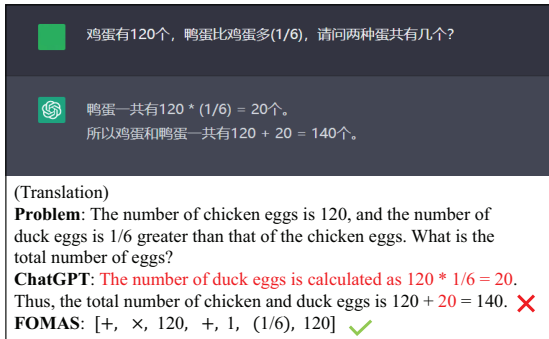 鸡蛋有120个，鸭蛋比鸡蛋多(1/6)，请问两种蛋共有几个？
鸭蛋一共有120 * (1/6) = 20个。
所以鸡蛋和鸭蛋一共有120 + 20 = 140个。
(Translation)
Problem: The number of chicken eggs is 120, and the number of
duck eggs is 1/6 greater than that of the chicken eggs. What is the
total number of eggs?
ChatGPT: The number of duck eggs is calculated as 120 * 1/6 = 20.
Thus, the total number of chicken and duck eggs is 120 + 20 = 140.
FOMAS: [+, ×, 120, +, 1, (1/6), 120]